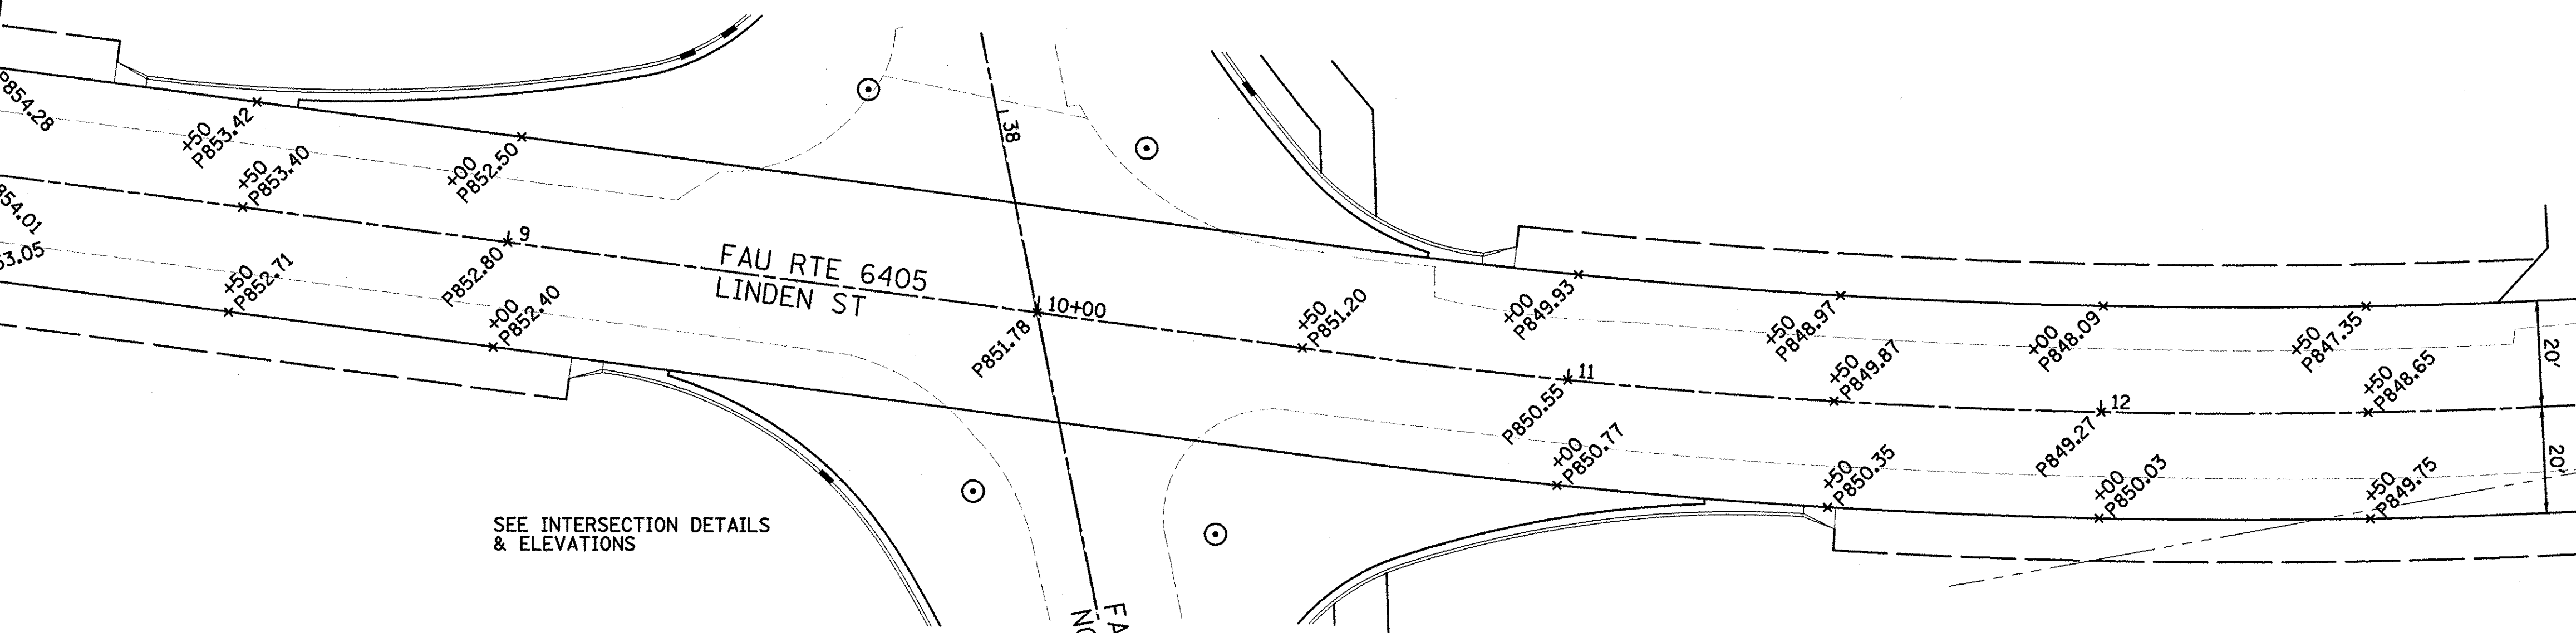 P854.28
+50
P853.42
+50
P853.40
+00
P852.50
38
854.01
53.05
+50
P852.71
9
P852.80
+00
P852.40
FAU RTE 6405
LINDEN ST
10+00
P851.78
+50
P851.20
+00
P849.93
11
P850.55
+00
P850.77
+50
P848.97
+50
P849.87
+50
P850.35
+00
P848.09
12
P849.27
+00
P850.03
+50
P847.35
+50
P848.65
+50
P849.75
20'
20'
SEE INTERSECTION DETAILS
& ELEVATIONS
FA